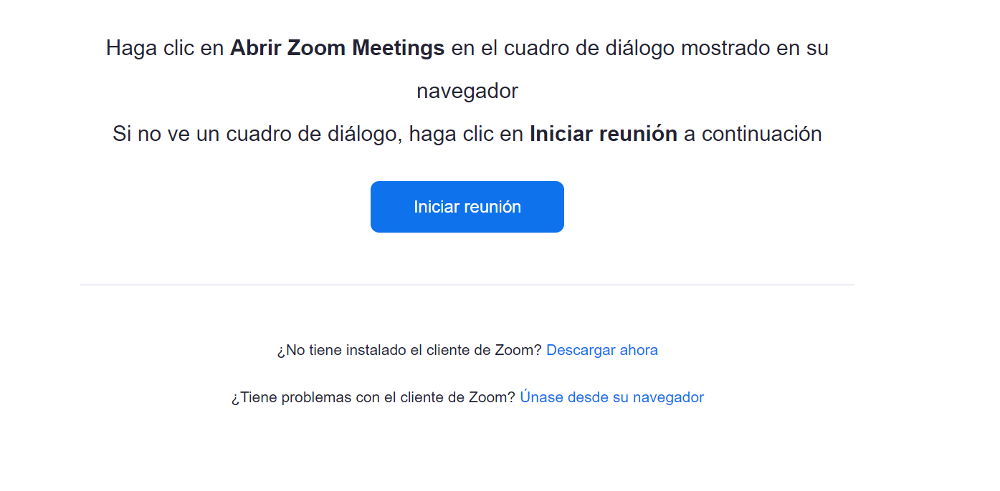 Haga clic en Abrir Zoom Meetings en el cuadro de diálogo mostrado en su
navegador
Si no ve un cuadro de diálogo, haga clic en Iniciar reunión a continuación
Iniciar reunión
¿No tiene instalado el cliente de Zoom? Descargar ahora
¿Tiene problemas con el cliente de Zoom? Únase desde su navegador